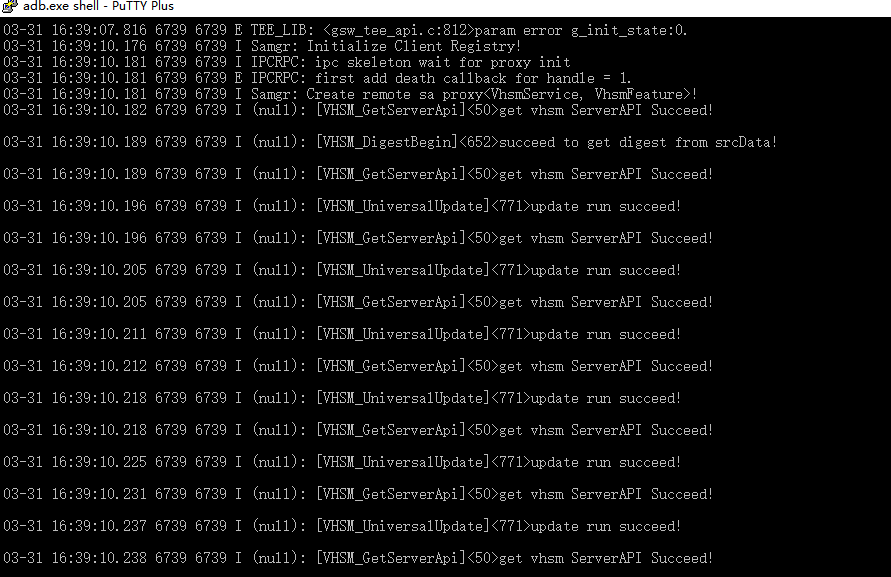 adb.exe shell - PuTTY Plus
03-31 16:39:07.816 6739 6739 E TEE_LIB: <gsw_tee_api.c:812>param error g_init_state:0.
03-31 16:39:10.176 6739 6739 I Samgr: Initialize Client Registry!
03-31 16:39:10.181 6739 6739 I IPCRPC: ipc skeleton wait for proxy init
03-31 16:39:10.181 6739 6739 E IPCRPC: first add death callback for handle = 1.
03-31 16:39:10.181 6739 6739 I Samgr: Create remote sa proxy<VhsmService, VhsmFeature>!
03-31 16:39:10.182 6739 6739 I (null): [VHSM_GetServerApi]<50>get vhsm ServerAPI Succeed!
03-31 16:39:10.189 6739 6739 I (null): [VHSM_DigestBegin]<652>succeed to get digest from srcData!
03-31 16:39:10.189 6739 6739 I (null): [VHSM_GetServerApi]<50>get vhsm ServerAPI Succeed!
03-31 16:39:10.196 6739 6739 I (null): [VHSM_UniversalUpdate]<771>update run succeed!
03-31 16:39:10.196 6739 6739 I (null): [VHSM_GetServerApi]<50>get vhsm ServerAPI Succeed!
03-31 16:39:10.205 6739 6739 I (null): [VHSM_UniversalUpdate]<771>update run succeed!
03-31 16:39:10.205 6739 6739 I (null): [VHSM_GetServerApi]<50>get vhsm ServerAPI Succeed!
03-31 16:39:10.211 6739 6739 I (null): [VHSM_UniversalUpdate]<771>update run succeed!
03-31 16:39:10.212 6739 6739 I (null): [VHSM_GetServerApi]<50>get vhsm ServerAPI Succeed!
03-31 16:39:10.218 6739 6739 I (null): [VHSM_UniversalUpdate]<771>update run succeed!
03-31 16:39:10.218 6739 6739 I (null): [VHSM_GetServerApi]<50>get vhsm ServerAPI Succeed!
03-31 16:39:10.225 6739 6739 I (null): [VHSM_UniversalUpdate]<771>update run succeed!
03-31 16:39:10.231 6739 6739 I (null): [VHSM_GetServerApi]<50>get vhsm ServerAPI Succeed!
03-31 16:39:10.237 6739 6739 I (null): [VHSM_UniversalUpdate]<771>update run succeed!
03-31 16:39:10.238 6739 6739 I (null): [VHSM_GetServerApi]<50>get vhsm ServerAPI Succeed!